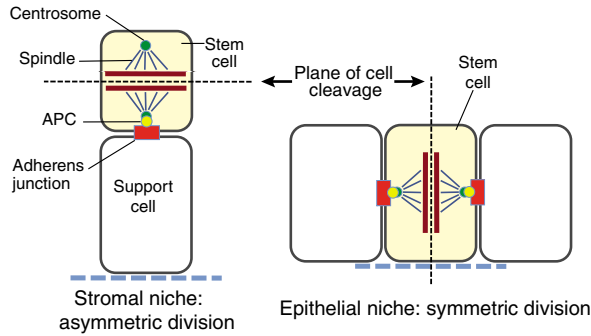 Centrosome
Spindle
Stem
cell
APC
Adherens
junction
Support
cell
Stromal niche:
asymmetric division
Plane of cell
cleavage
Stem
cell
Epithelial niche: symmetric division